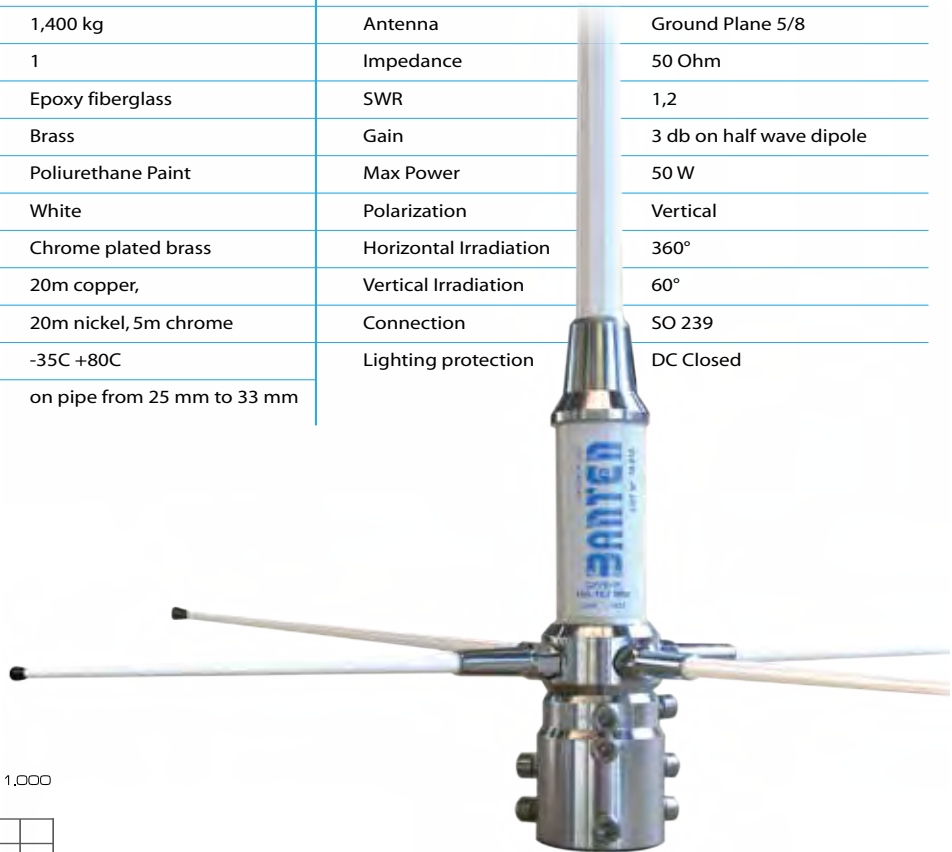 1,400 kg Antenna Ground Plane 5/8
1 Impedance 50 Ohm
Epoxy fiberglass SWR 1,2
Brass Gain 3 db on half wave dipole
Poliurethane Paint Max Power 50 W
White Polarization Vertical
Chrome plated brass Horizontal Irradiation 360°
20m copper, Vertical Irradiation 60°
20m nickel, 5m chrome Connection SO 239
-35C +80C Lighting protection DC Closed
on pipe from 25 mm to 33 mm
BANTEN
1.000